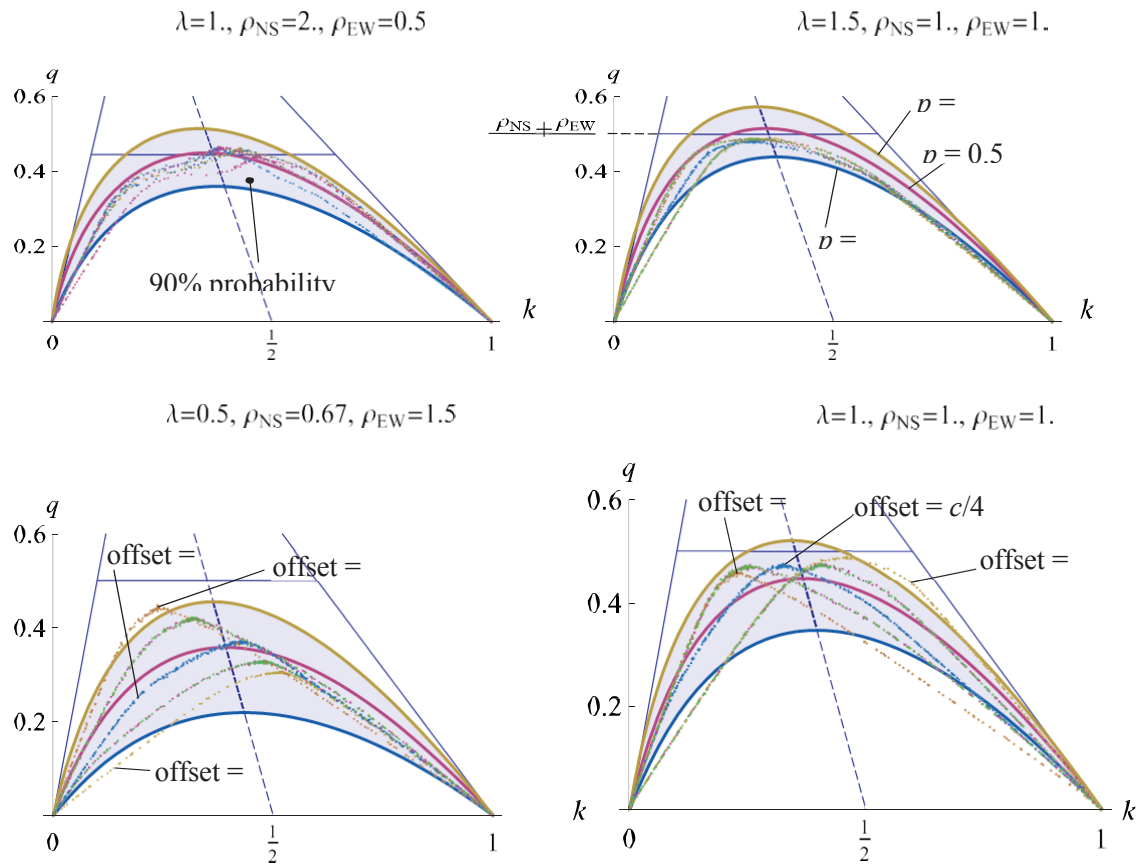 λ=1., ρNS=2., ρEW=0.5
λ=1.5, ρNS=1., ρEW=1.
q
0.6
0.4
0.2
0
1/2
1
k
90% probability
q
0.6
ρNS + ρEW
0.4
0.2
0
1/2
1
k
p =
p = 0.5
p =
λ=0.5, ρNS=0.67, ρEW=1.5
λ=1., ρNS=1., ρEW=1.
q
0.6
offset =
offset =
0.4
0.2
offset =
0
1/2
1
k
q
0.6
offset =
offset = c/4
offset =
0.4
0.2
0
1/2
1
k